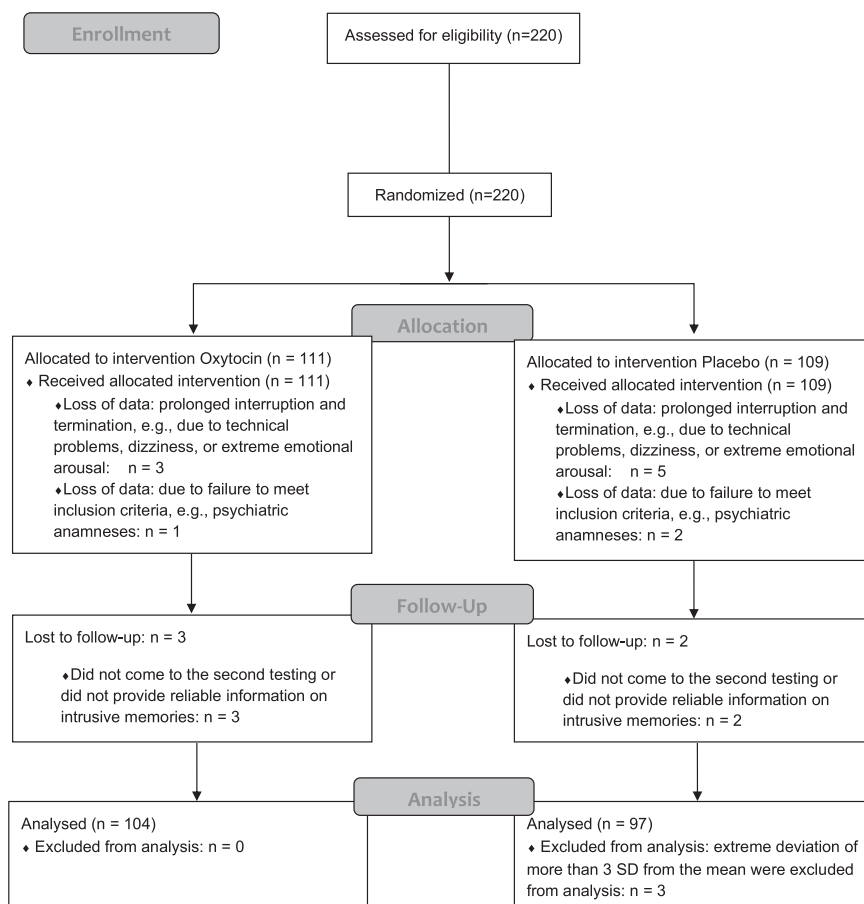 Enrollment
Assessed for eligibility (n=220)
Randomized (n=220)
Allocation
Allocated to intervention Oxytocin (n = 111)
♦ Received allocated intervention (n = 111)
♦Loss of data: prolonged interruption and
termination, e.g., due to technical
problems, dizziness, or extreme emotional
arousal: n = 3
♦Loss of data: due to failure to meet
inclusion criteria, e.g., psychiatric
anamneses: n = 1
Allocated to intervention Placebo (n = 109)
♦ Received allocated intervention (n = 109)
♦Loss of data: prolonged interruption and
termination, e.g., due to technical
problems, dizziness, or extreme emotional
arousal: n = 5
♦Loss of data: due to failure to meet
inclusion criteria, e.g., psychiatric
anamneses: n = 2
Follow-Up
Lost to follow-up: n = 3
♦Did not come to the second testing or
did not provide reliable information on
intrusive memories: n = 3
Lost to follow-up: n = 2
♦Did not come to the second testing or
did not provide reliable information on
intrusive memories: n = 2
Analysis
Analysed (n = 104)
♦ Excluded from analysis: n = 0
Analysed (n = 97)
♦ Excluded from analysis: extreme deviation of
more than 3 SD from the mean were excluded
from analysis: n = 3